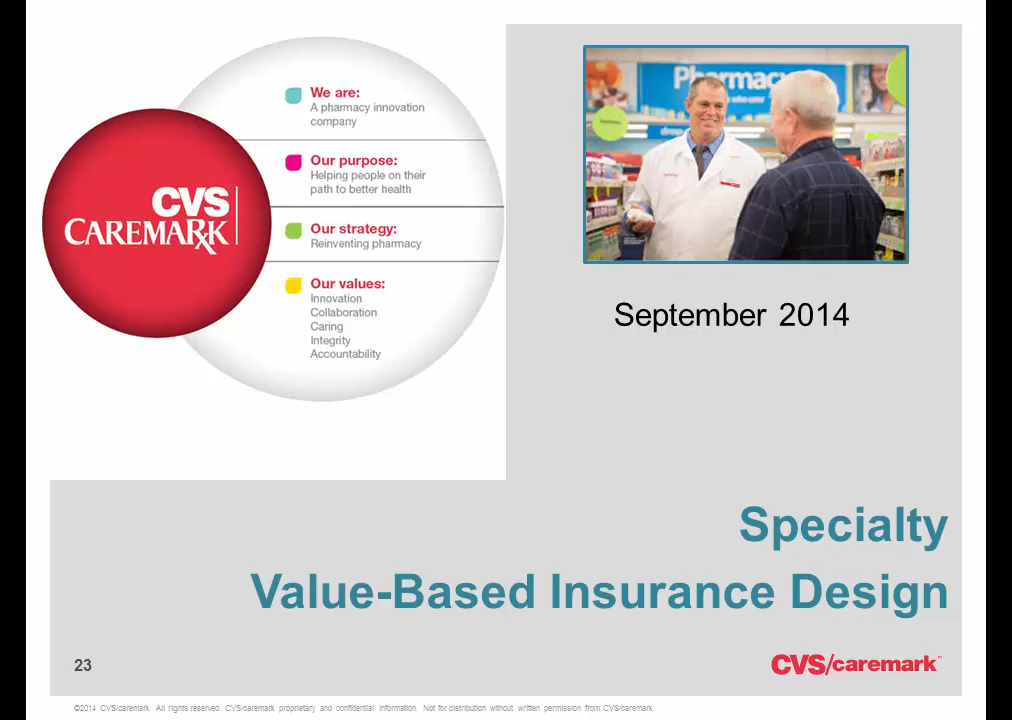 We are:
A pharmacy innovation
company
Our purpose:
Helping people on their
path to better health
CVS
CAREMARK
Our strategy:
Reinventing pharmacy
Our values:
Innovation
Collaboration
Caring
Integrity
Accountability
Pharmacy
drop
September 2014
Specialty
Value-Based Insurance Design
23
CVS/caremark™
©2014 CVS/caremark. All rights reserved. CVS/caremark proprietary and confidential information. Not for distribution without written permission from CVS/caremark.